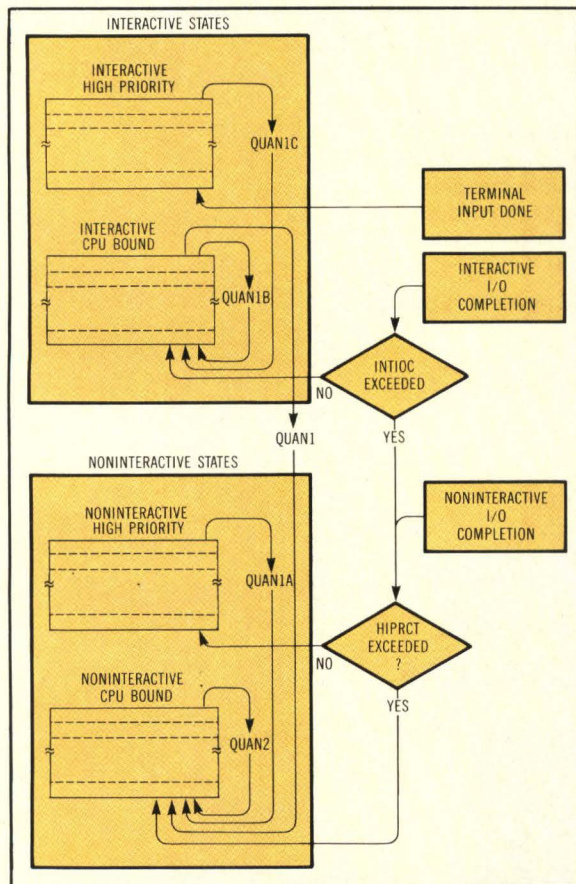 INTERACTIVE STATES
INTERACTIVE
HIGH PRIORITY
QUAN1C
TERMINAL
INPUT DONE
INTERACTIVE
CPU BOUND
QUAN1B
INTERACTIVE
I/O
COMPLETION
INTIOC
EXCEEDED
NO
YES
QUAN1
NONINTERACTIVE STATES
NONINTERACTIVE
HIGH PRIORITY
QUAN1A
NONINTERACTIVE
I/O
COMPLETION
HIPRCT
EXCEEDED
?
NO
YES
NONINTERACTIVE
CPU BOUND
QUAN2